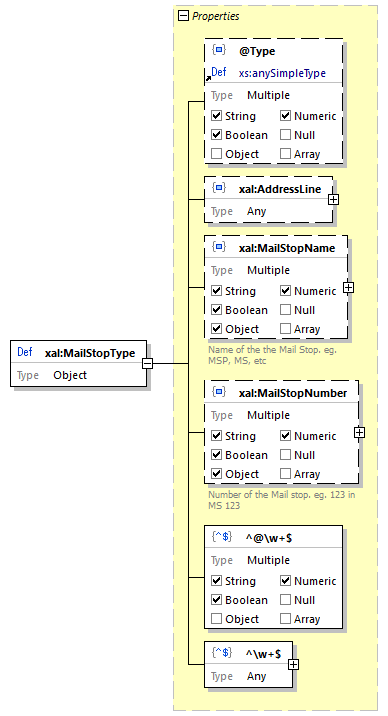 Properties
@Type
Def xs:anySimpleType
Type Multiple
String Numeric
Boolean Null
Object Array
xal:AddressLine
Type Any
xal:MailStopName
Type Multiple
String Numeric
Boolean Null
Object Array
Name of the the Mail Stop. eg.
MSP, MS, etc
Def xal:MailStopType
Type Object
xal:MailStopNumber
Type Multiple
String Numeric
Boolean Null
Object Array
Number of the Mail stop. eg. 123 in
MS 123
{^$} ^@\w+$
Type Multiple
String Numeric
Boolean Null
Object Array
{^$} ^\w+$
Type Any